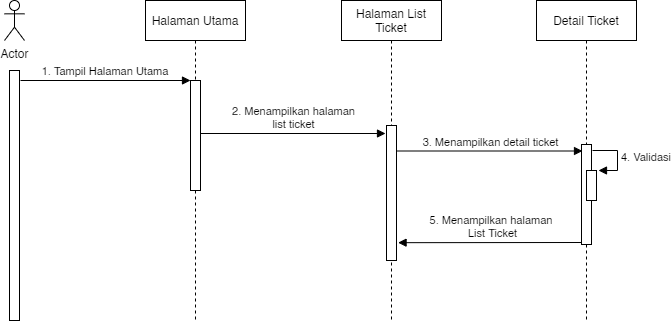 Halaman Utama
Halaman List
Ticket
Detail Ticket
Actor
1. Tampil Halaman Utama
2. Menampilkan halaman
list ticket
3. Menampilkan detail ticket
4. Validasi
5. Menampilkan halaman
List Ticket